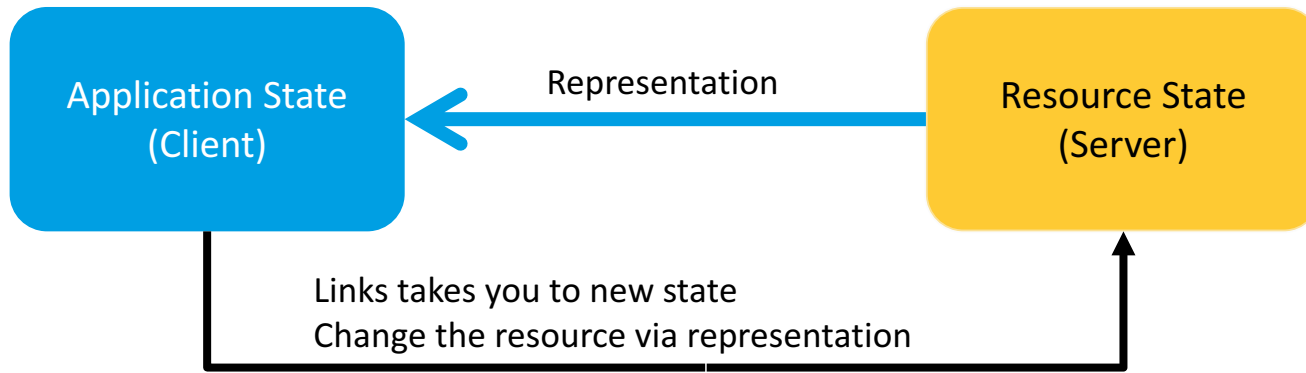 Application State
(Client)
Representation
Resource State
(Server)
Links takes you to new state
Change the resource via representation